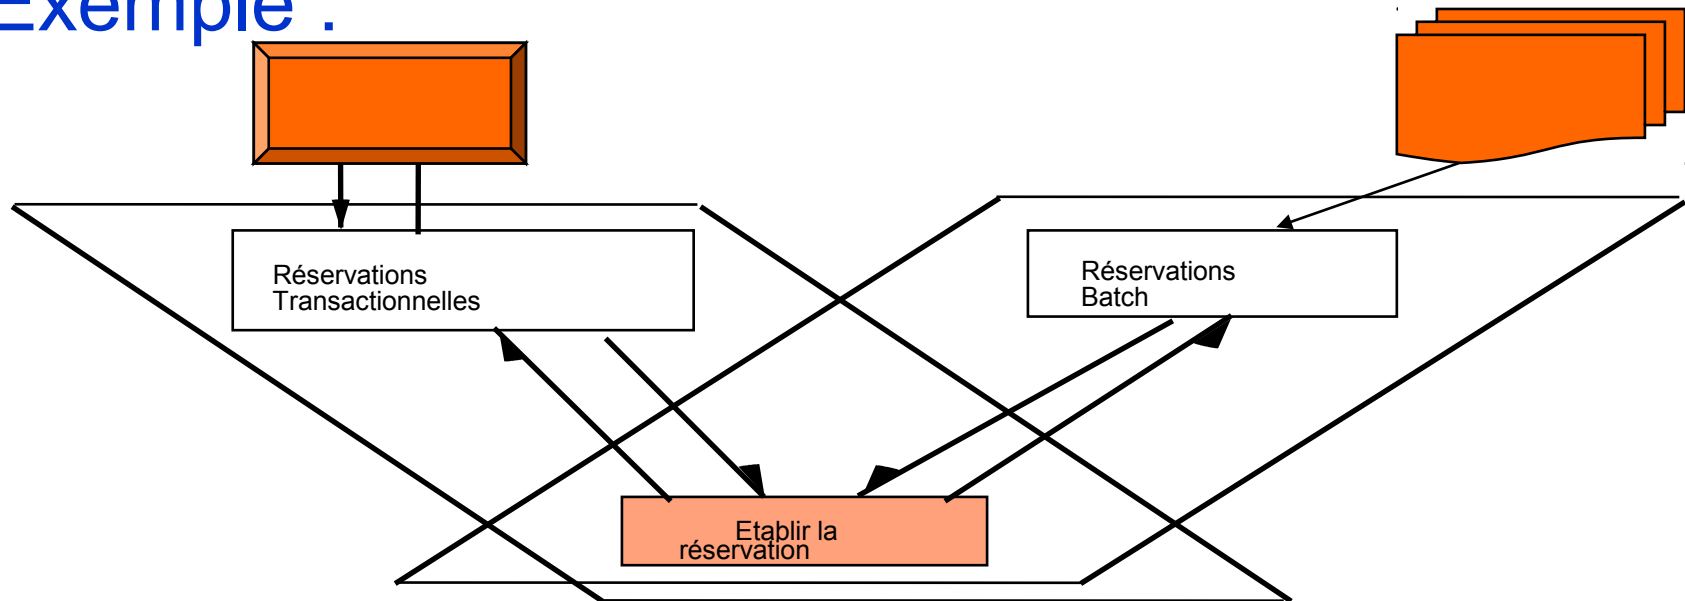 Exemple :
Réservations
Transactionnelles
Réservations
Batch
Etablir la
réservation